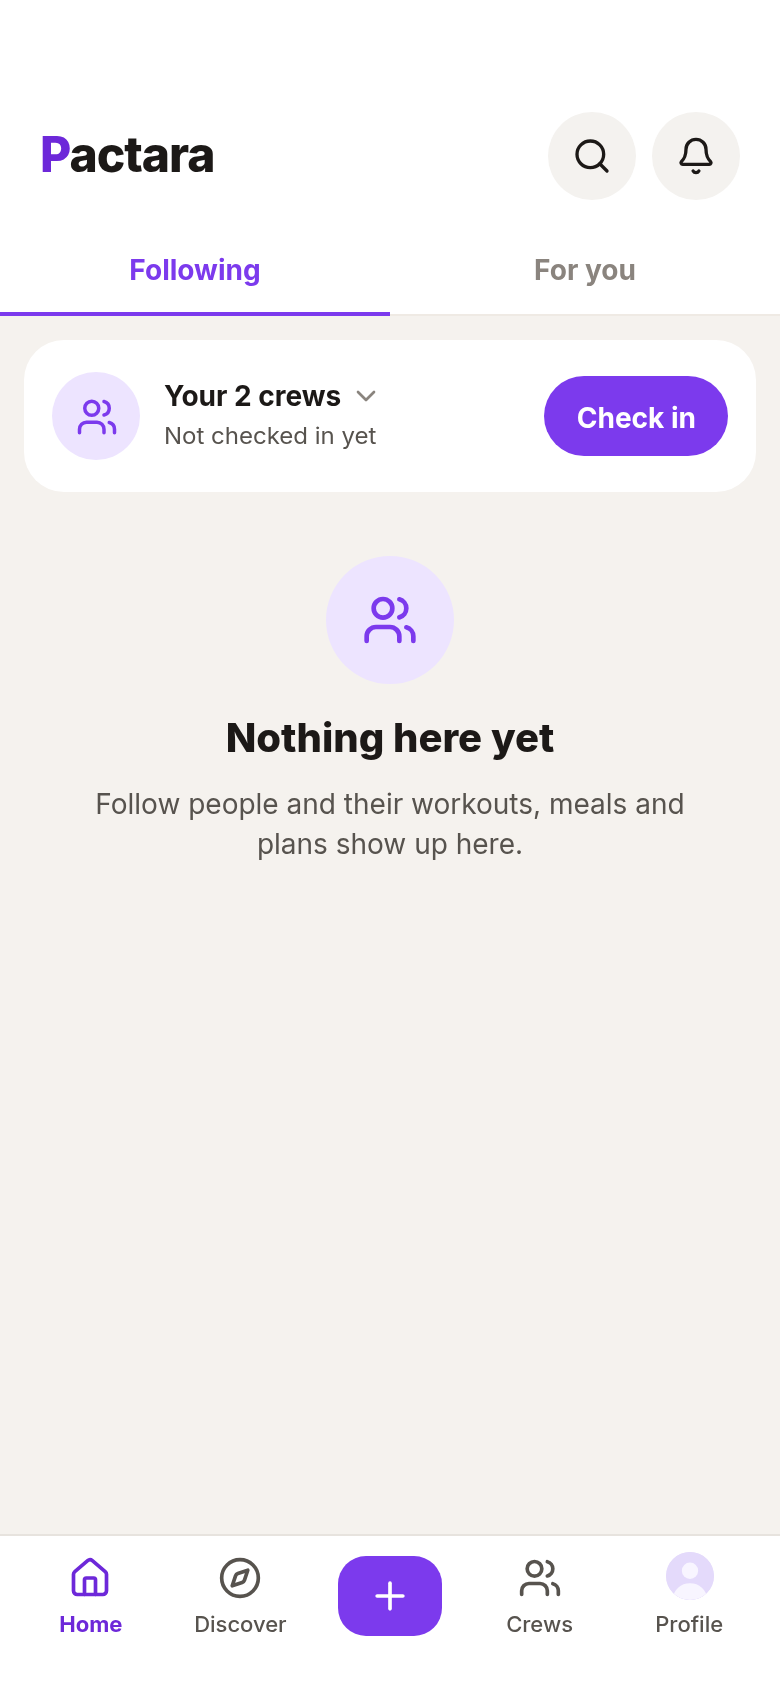 Pactara
Following
For you
Your 2 crews
Not checked in yet
Check in
Nothing here yet
Follow people and their workouts, meals and
plans show up here.
Home
Discover
Crews
Profile